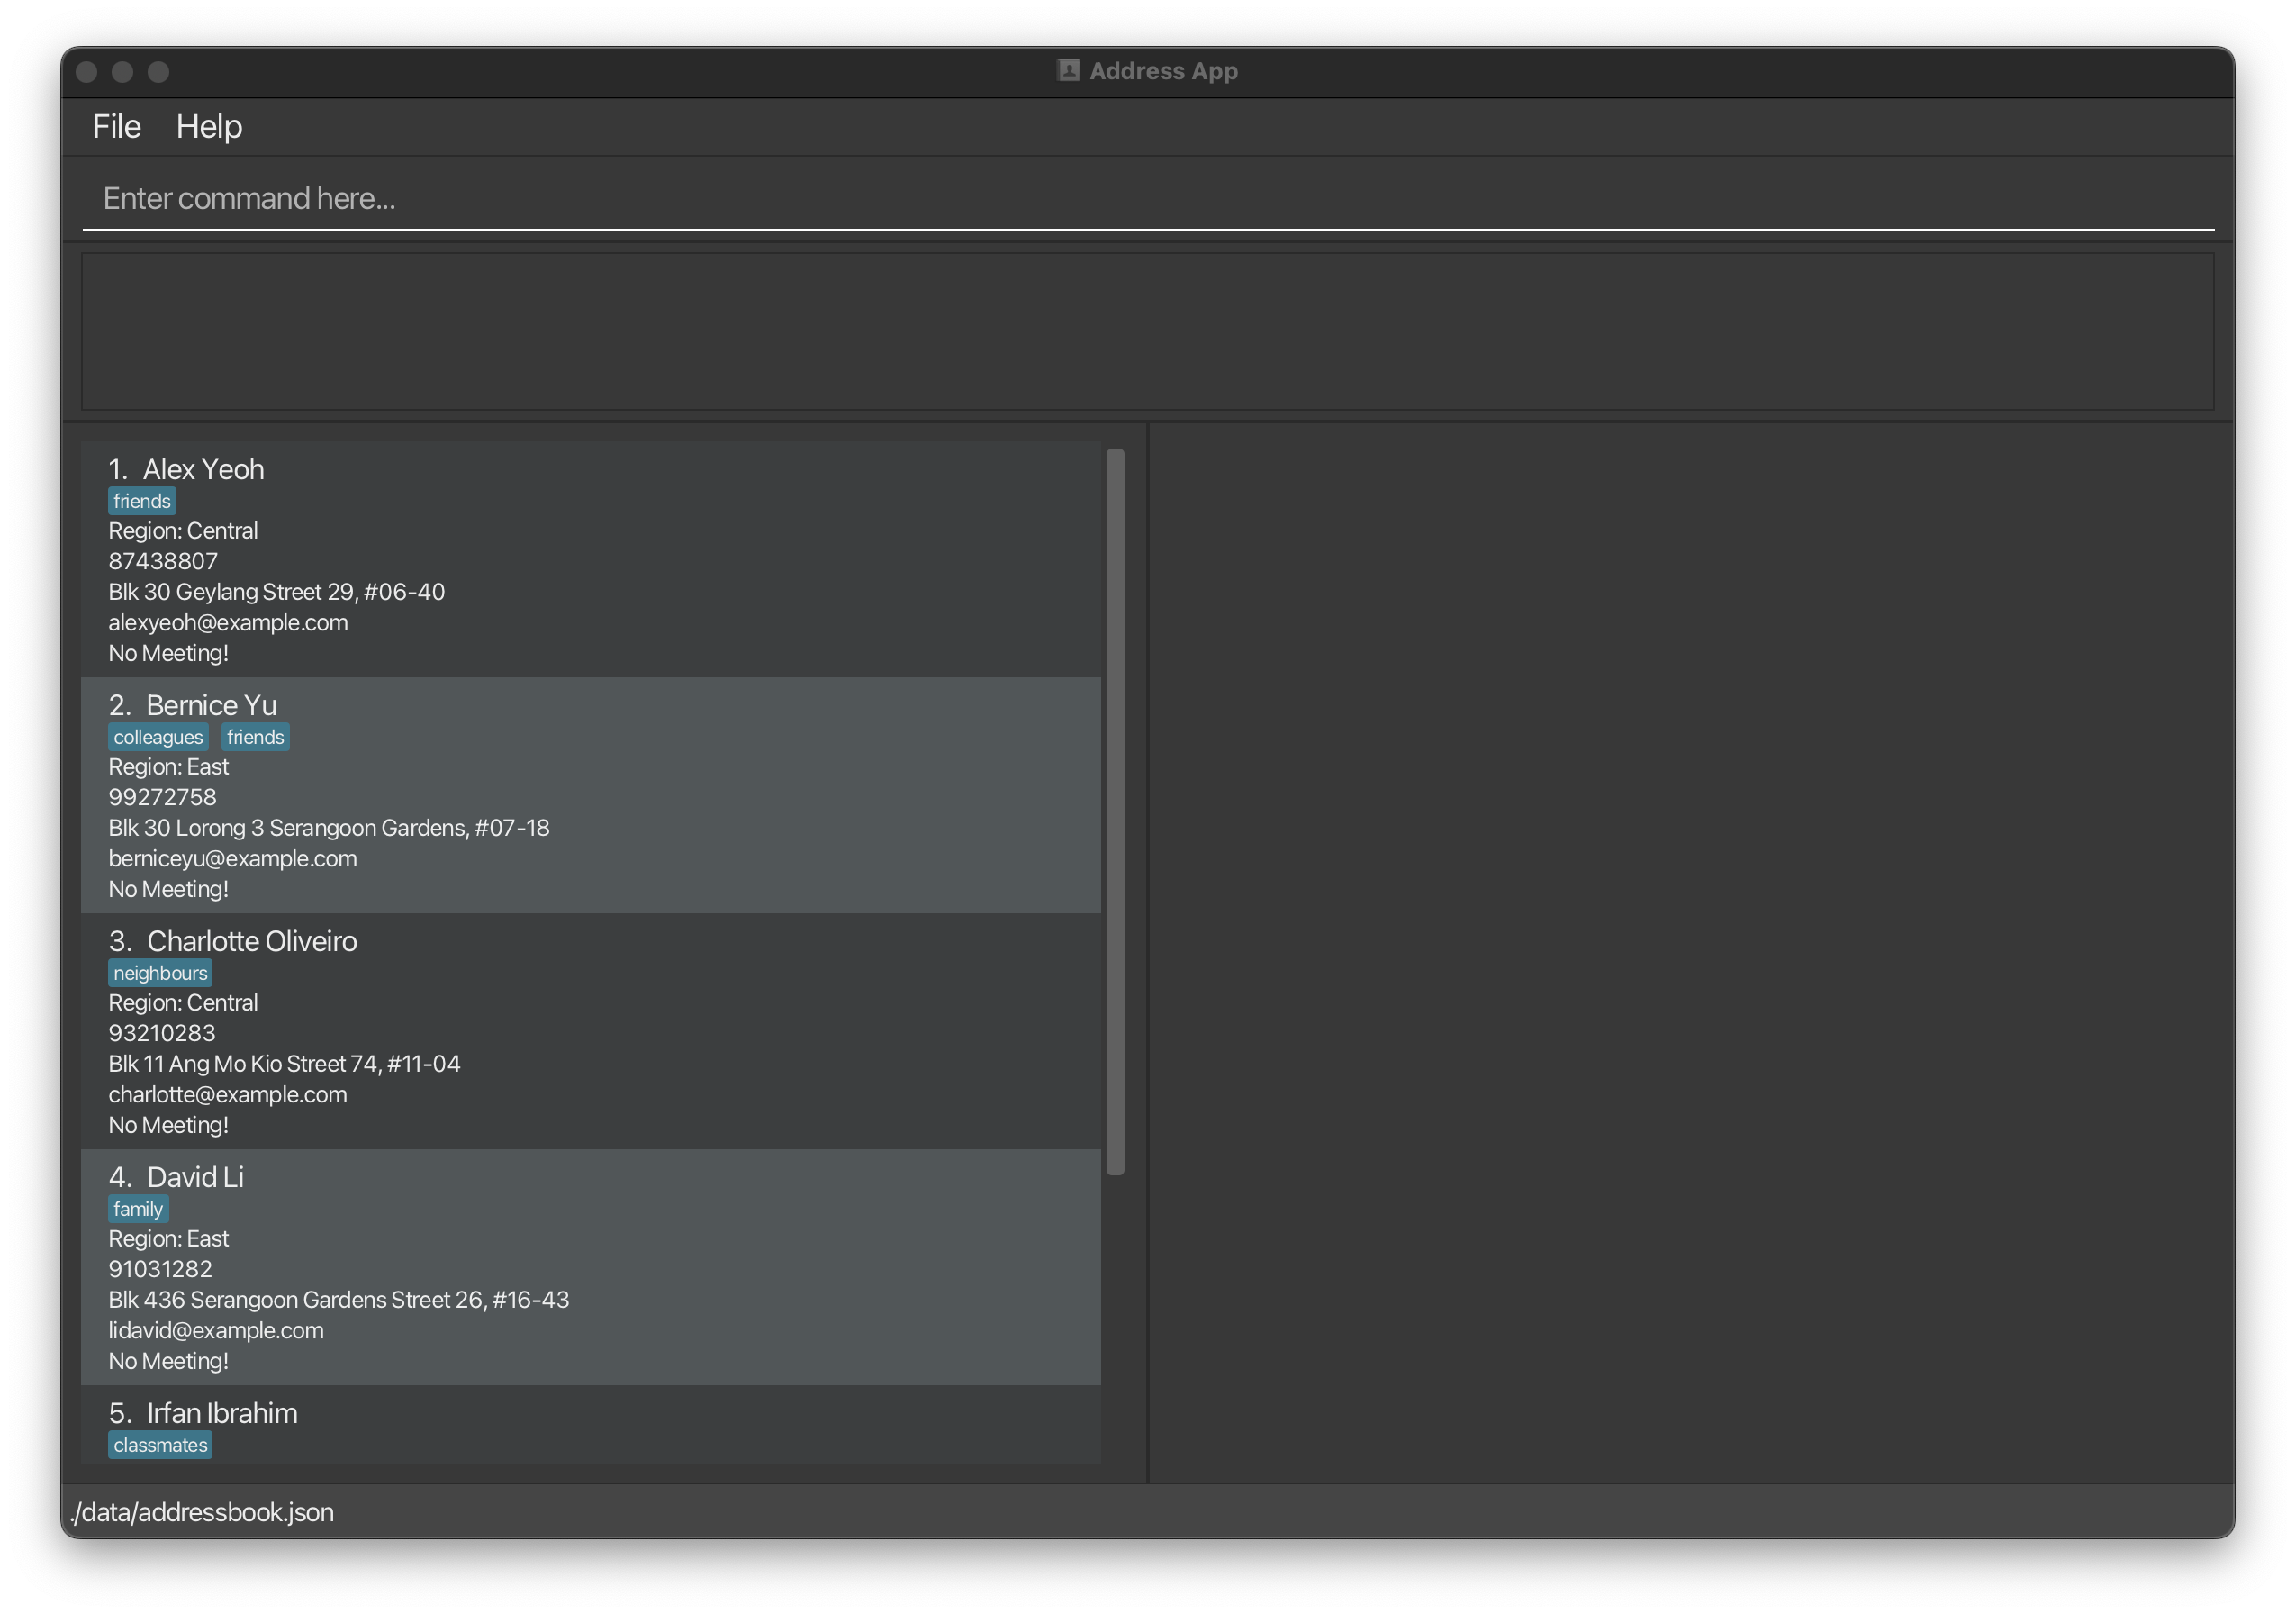 Address App
File Help
Enter command here...
1. Alex Yeoh
friends
Region: Central
87438807
Blk 30 Geylang Street 29, #06-40
alexyeoh@example.com
No Meeting!
2. Bernice Yu
colleagues friends
Region: East
99272758
Blk 30 Lorong 3 Serangoon Gardens, #07-18
berniceyu@example.com
No Meeting!
3. Charlotte Oliveiro
neighbours
Region: Central
93210283
Blk 11 Ang Mo Kio Street 74, #11-04
charlotte@example.com
No Meeting!
4. David Li
family
Region: East
91031282
Blk 436 Serangoon Gardens Street 26, #16-43
lidavid@example.com
No Meeting!
5. Irfan Ibrahim
classmates
./data/addressbook.json